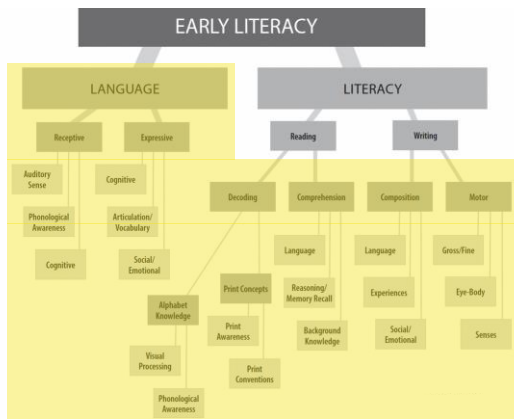 EARLY LITERACY
LANGUAGE
LITERACY
Receptive
Expressive
Reading
Writing
Auditory
Sense
Cognitive
Phonological
Awareness
Articulation/
Vocabulary
Cognitive
Social/
Emotional
Decoding
Comprehension
Composition
Motor
Language
Language
Gross/Fine
Alphabet
Knowledge
Print Concepts
Reasoning/
Memory Recall
Experiences
Eye-Body
Print
Awareness
Background
Knowledge
Social/
Emotional
Senses
Visual
Processing
Print
Conventions
Phonological
Awareness